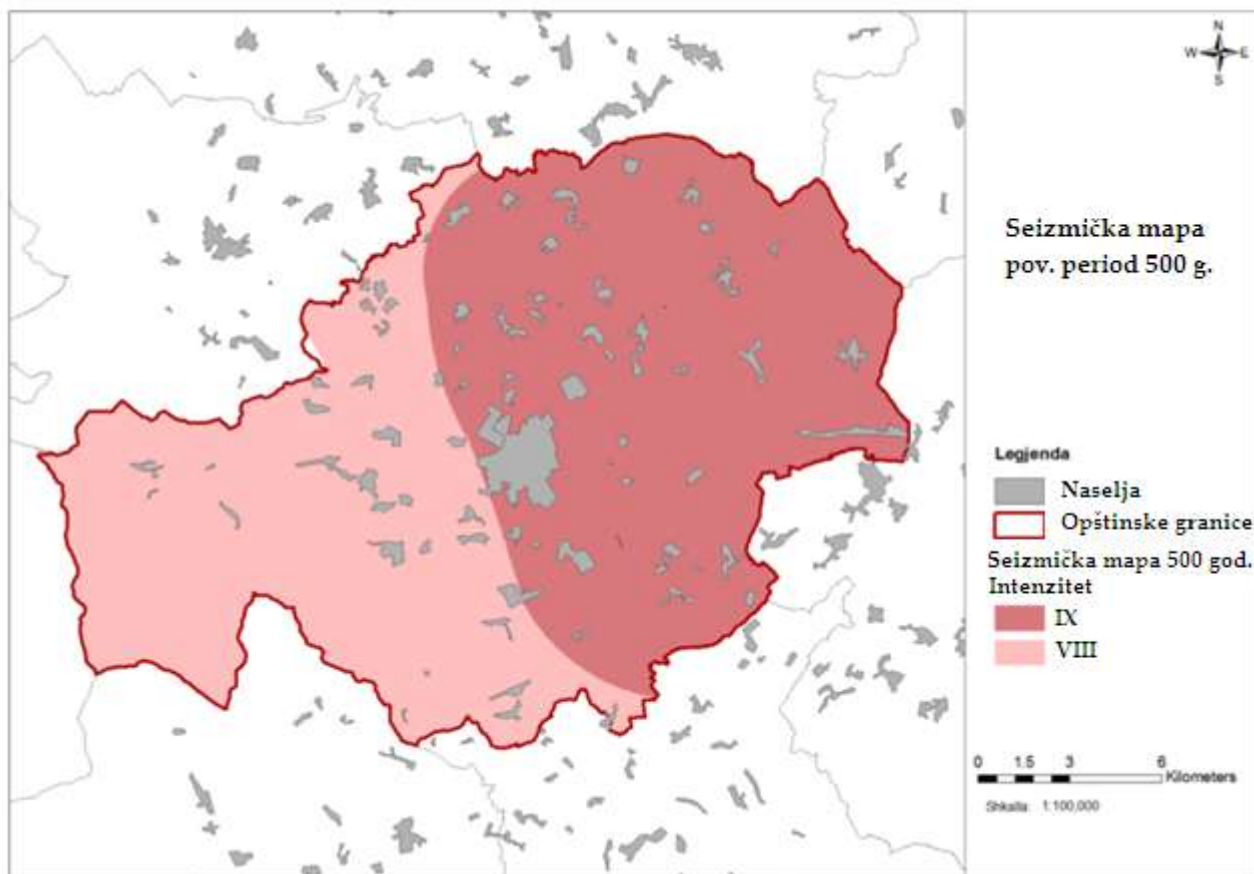 N
W E
S
Seizmička mapa
pov. period 500 g.
Legjenda
Naselja
Opštinske granice
Seizmička mapa 500 god.
Intenzitet
IX
VIII
0 1.5 3 6
Kilometers
Shkalla: 1:100,000